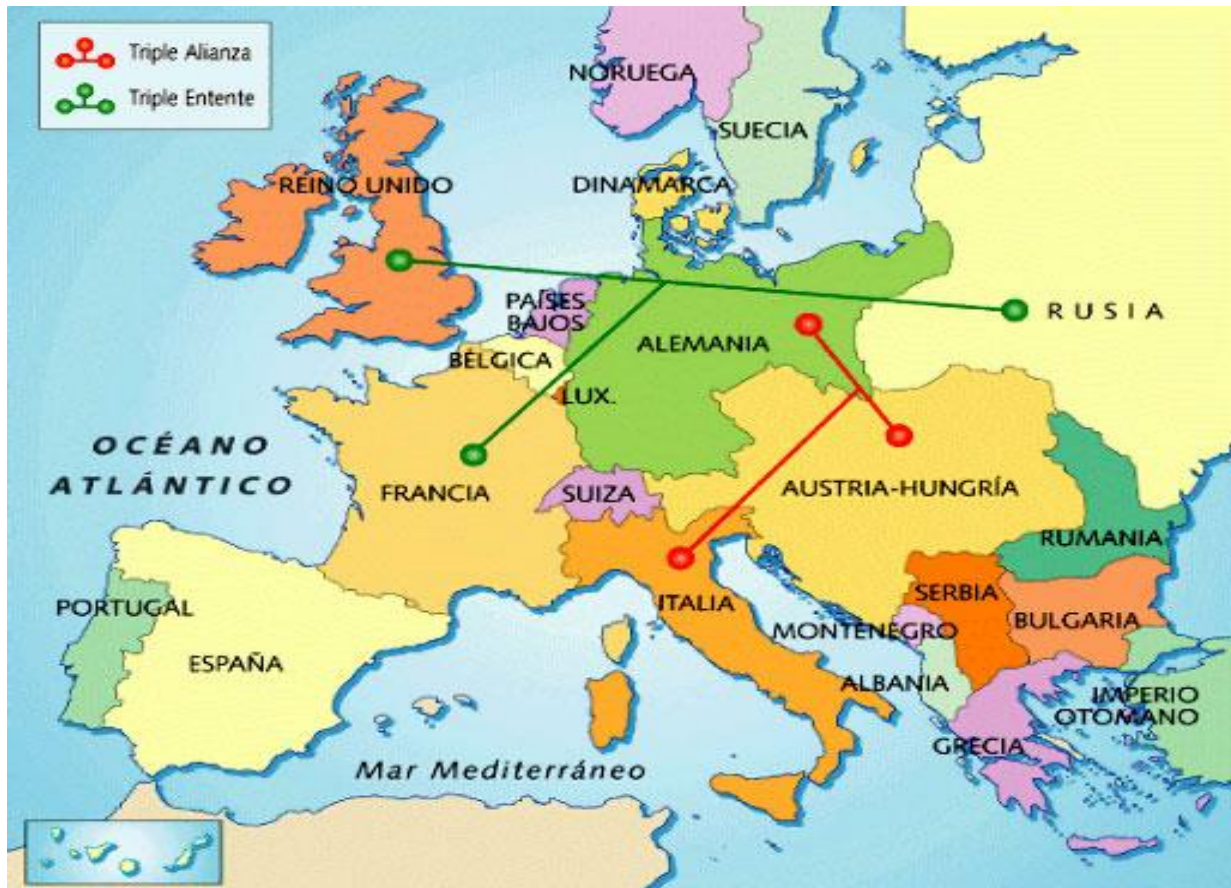 Triple Alianza
Triple Entente
NORUEGA
SUECIA
REINO UNIDO
DINAMARCA
PAÍSES
BAJOS
RUSIA
ALEMANIA
BÉLGICA
LUX.
OCÉANO
ATLÁNTICO
FRANCIA
SUIZA
AUSTRIA-HUNGRÍA
RUMANIA
SERBIA
ITALIA
PORTUGAL
BULGARIA
MONTENEGRO
ESPAÑA
ALBANIA
IMPERIO
OTOMANO
GRECIA
Mar Mediterráneo